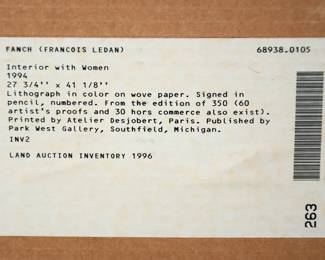 FANCH (FRANCOIS LEDAN) 68938.0105
Interior with Women
1994
27 3/4'' x 41 1/8''
Lithograph in color on wove paper. Signed in
pencil, numbered. From the edition of 350 (60
artist's proofs and 30 hors commerce also exist).
Printed by Atelier Desjobert, Paris. Published by
Park West Gallery, Southfield, Michigan.
INV2
LAND AUCTION INVENTORY 1996
263